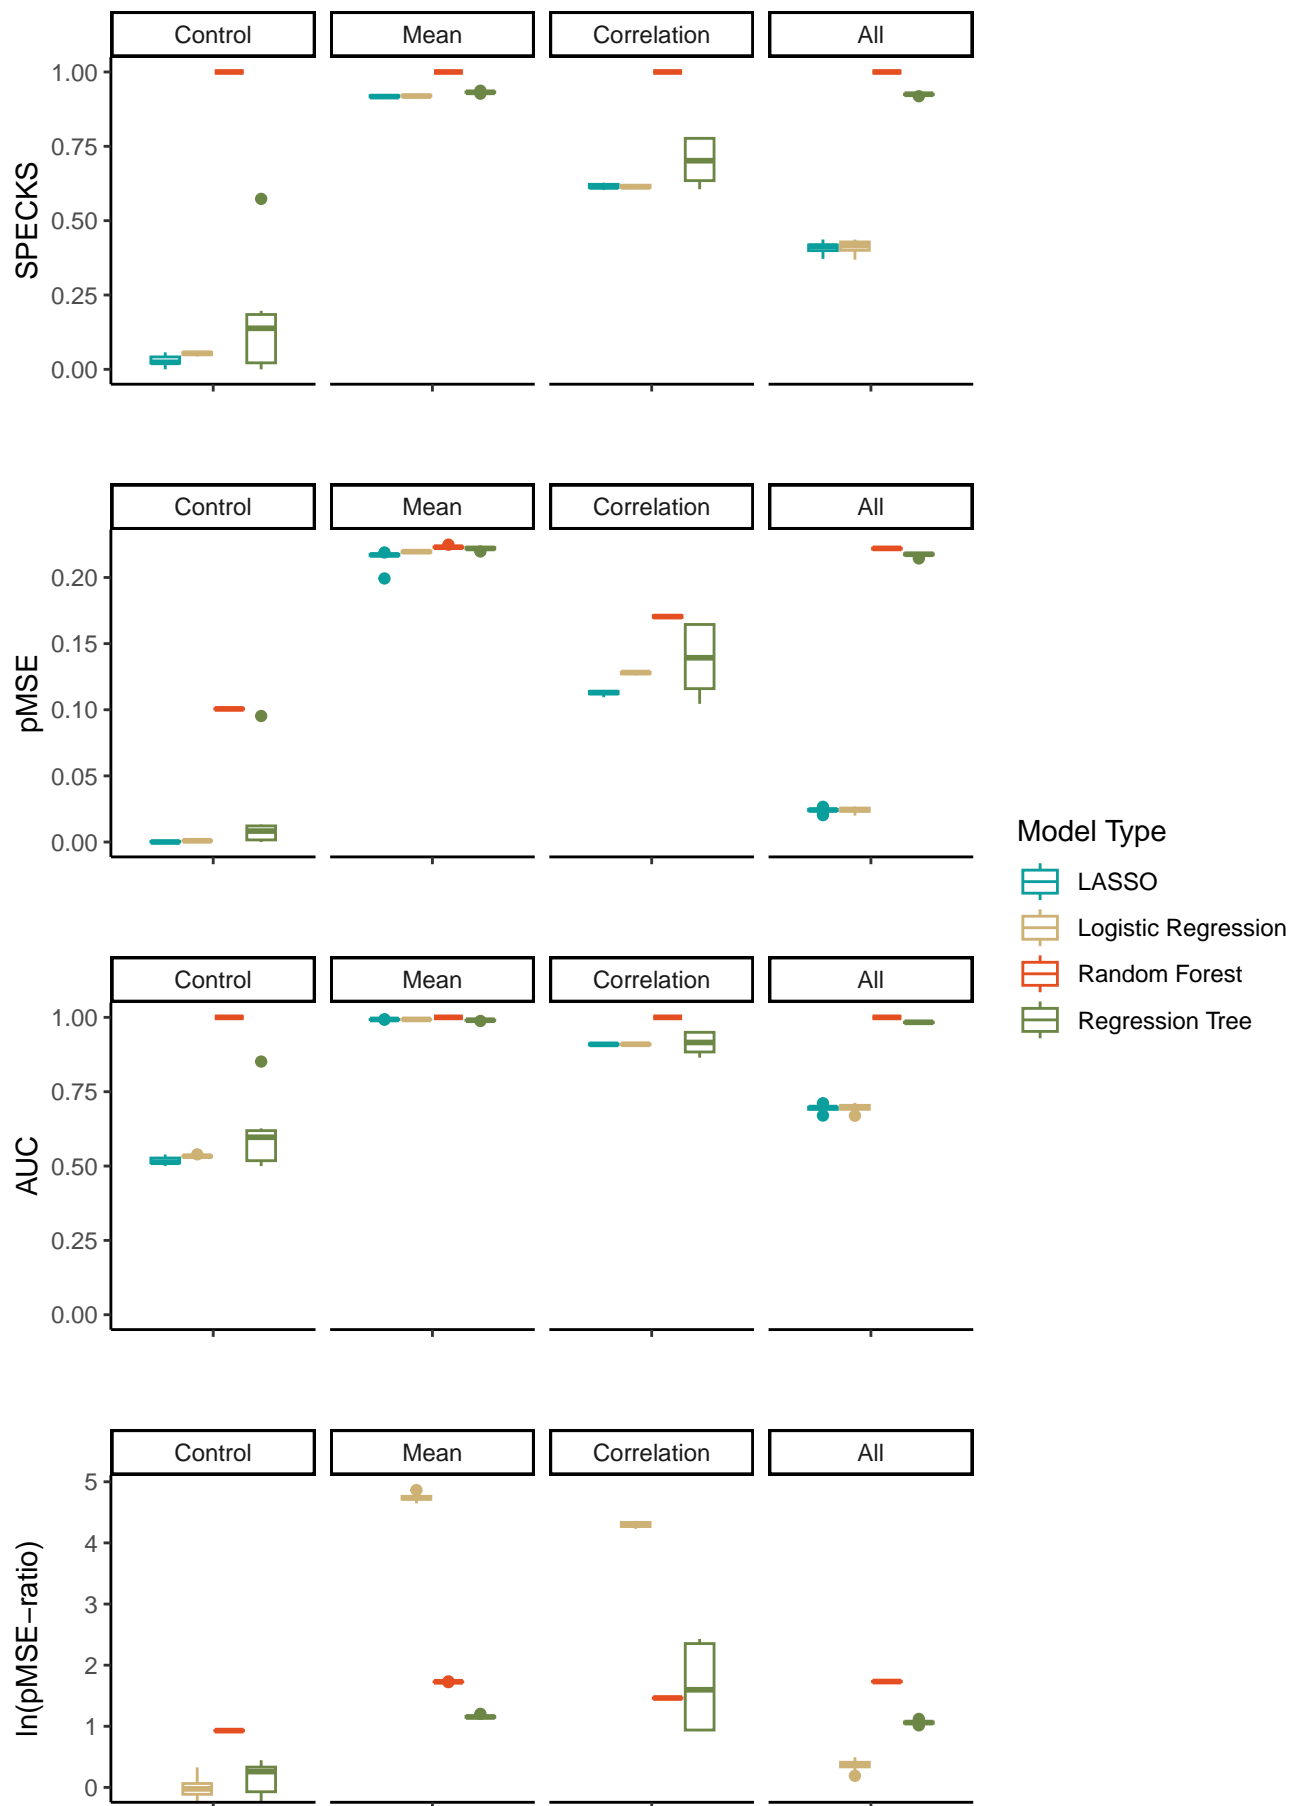 Control Mean Correlation All
1.00
0.75
0.50
0.25
0.00
SPECKS
Control Mean Correlation All
0.20
0.15
0.10
0.05
0.00
pMSE
Control Mean Correlation All
1.00
0.75
0.50
0.25
0.00
AUC
Control Mean Correlation All
5
4
3
2
1
0
ln(pMSE−ratio)
Model Type
LASSO
Logistic Regression
Random Forest
Regression Tree